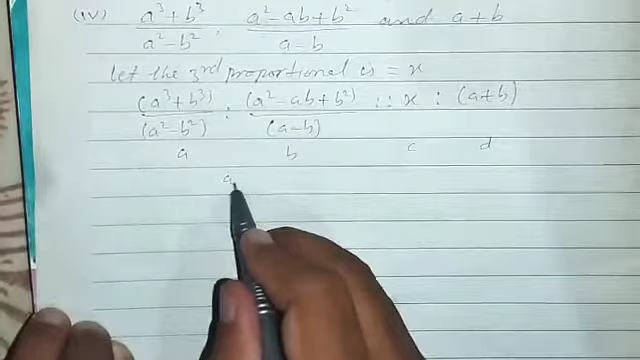 (iv) (a³+b³)/(a²-b²), (a²-ab+b²)/(a-b) and a+b
let the 3rd proportional is = x
(a³+b³)/(a²-b²) : (a²-ab+b²)/(a-b) :: x : (a+b)
a b c d
a